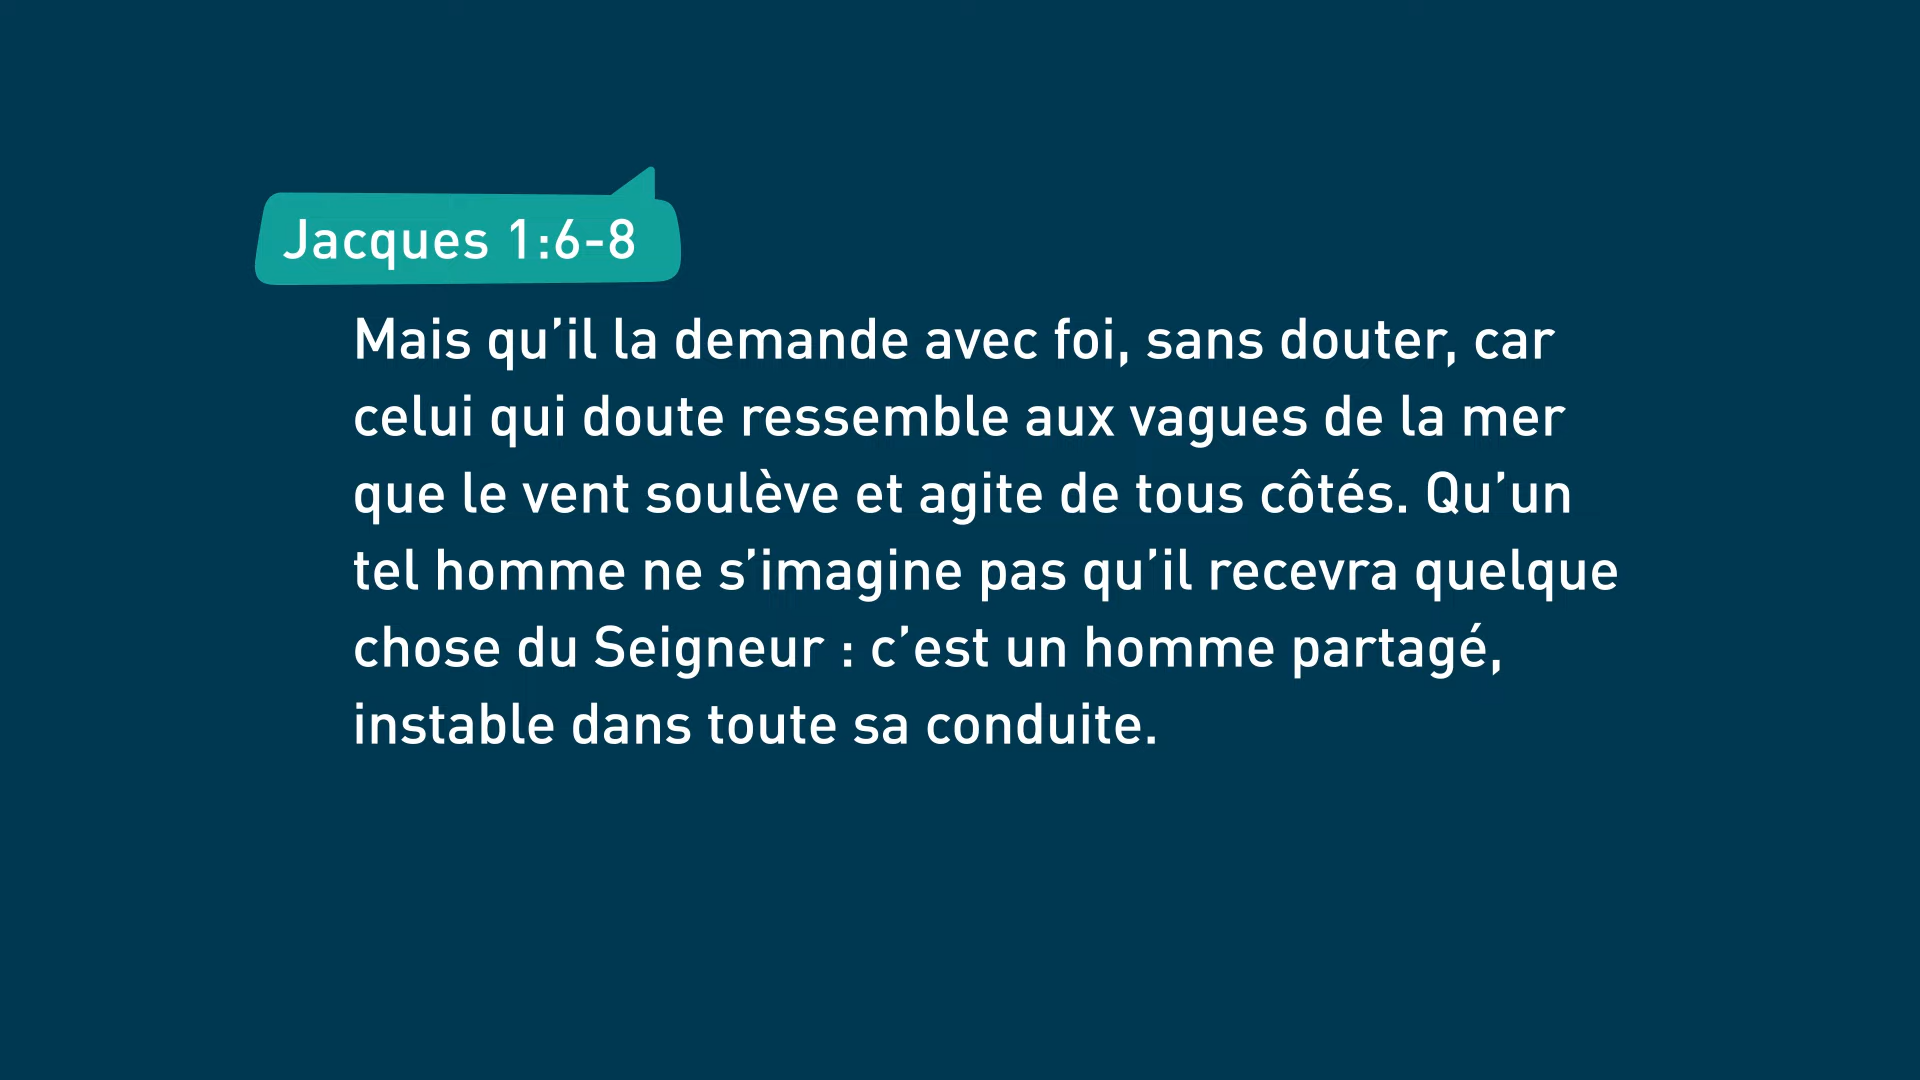 Jacques 1:6-8
Mais qu’il la demande avec foi, sans douter, car
celui qui doute ressemble aux vagues de la mer
que le vent soulève et agite de tous côtés. Qu’un
tel homme ne s’imagine pas qu’il recevra quelque
chose du Seigneur : c’est un homme partagé,
instable dans toute sa conduite.